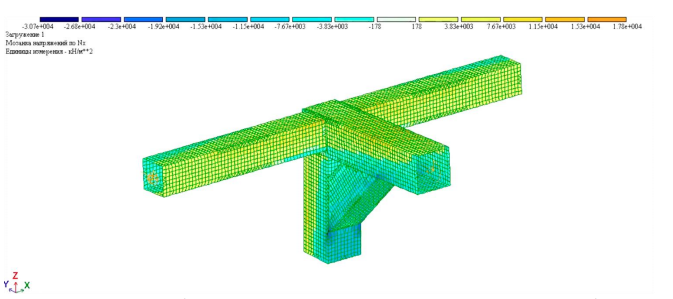 -3.07e+004 -2.68e+004 -2.3e+004 -1.92e+004 -1.53e+004 -1.15e+004 -7.67e+003 -3.83e+003 -178 178 3.83e+003 7.67e+003 1.15e+004 1.53e+004 1.78e+004
Загружение 1
Мозаика напряжений по Nx
Единицы измерения - кН/м**2
Z
Y X